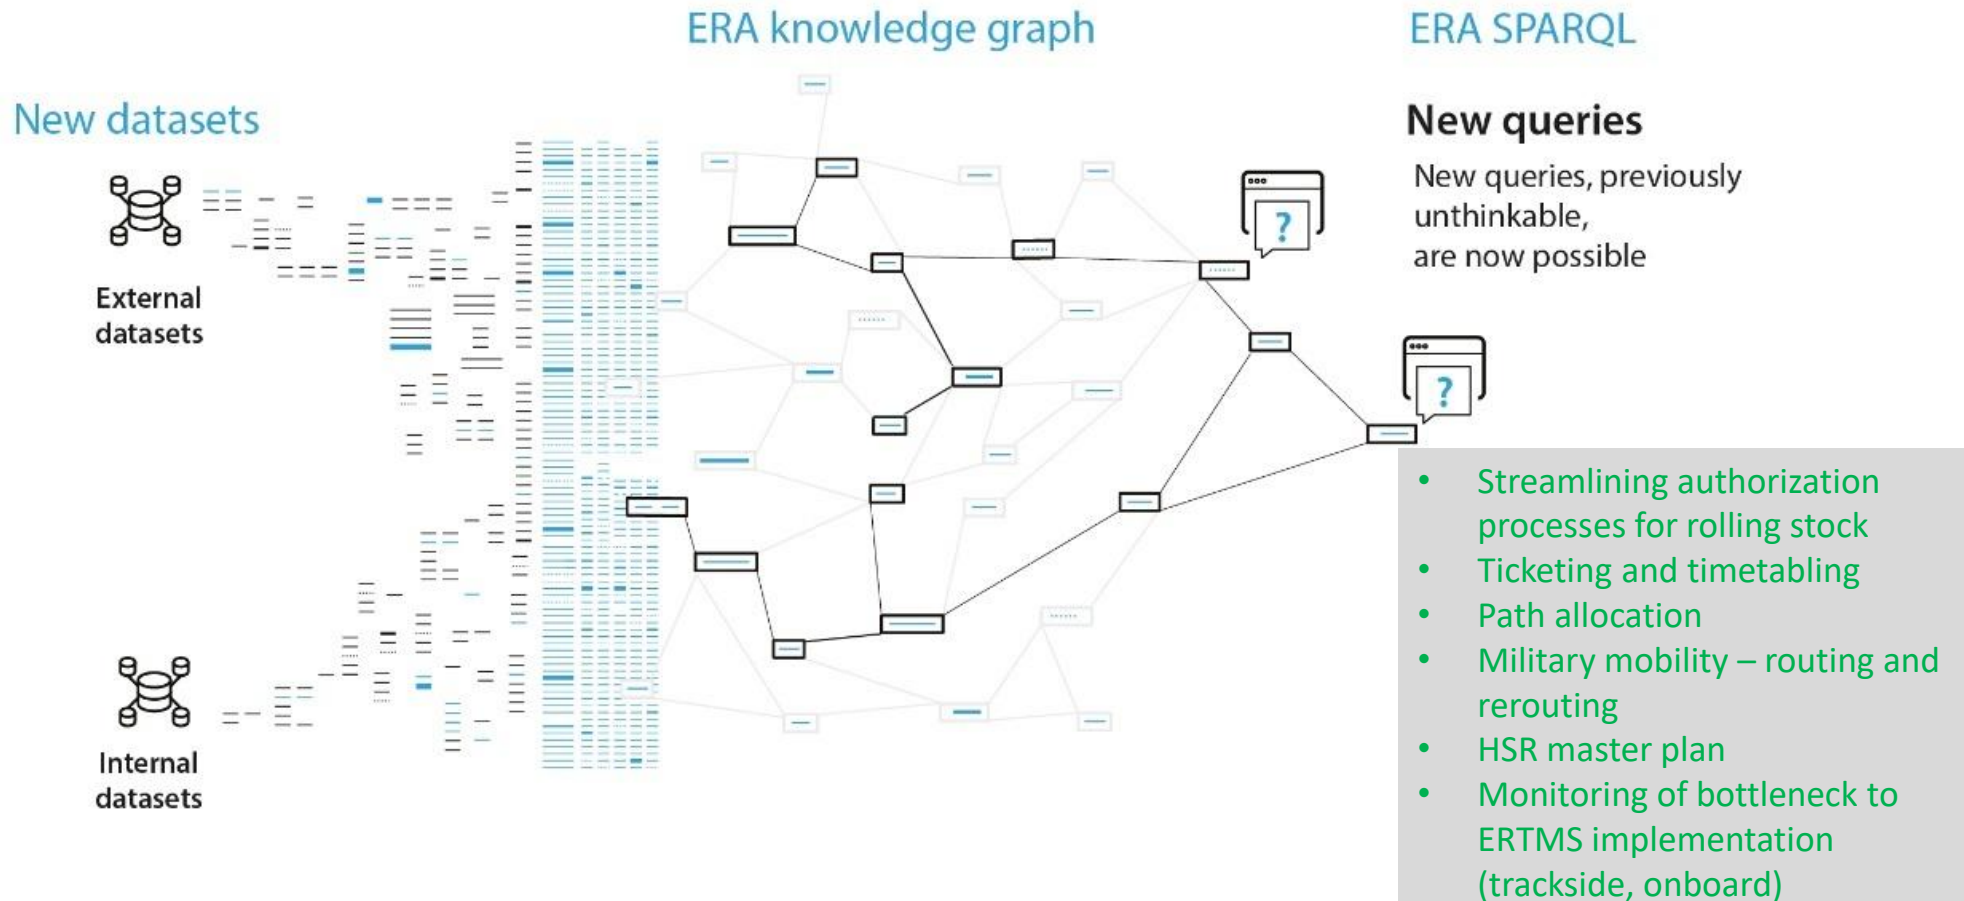 ERA knowledge graph
ERA SPARQL
New datasets
External
datasets
Internal
datasets
New queries
New queries, previously
unthinkable,
are now possible
?
?
• Streamlining authorization
processes for rolling stock
• Ticketing and timetabling
• Path allocation
• Military mobility – routing and
rerouting
• HSR master plan
• Monitoring of bottleneck to
ERTMS implementation
(trackside, onboard)